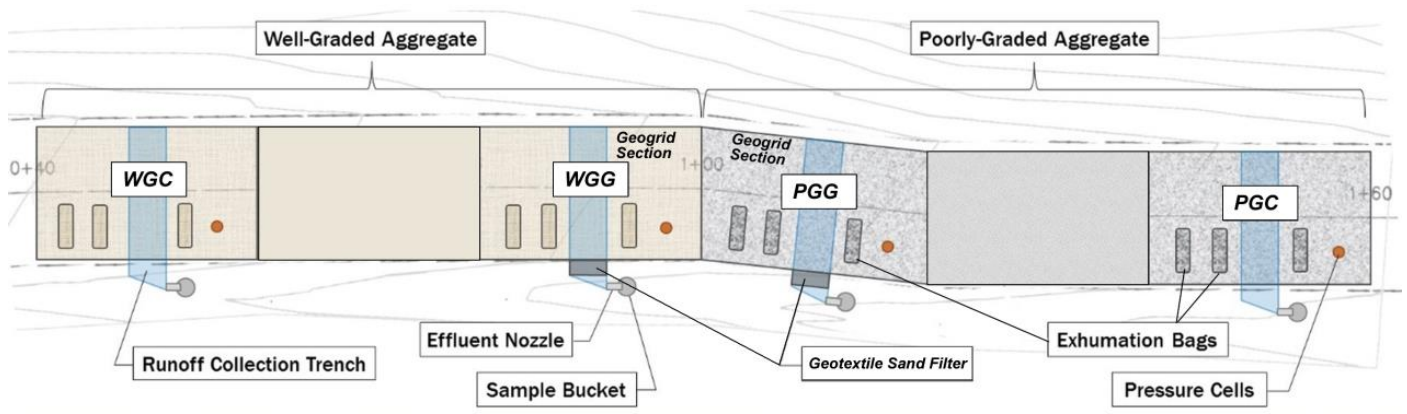 Well-Graded Aggregate
Poorly-Graded Aggregate
Geogrid
Section
Geogrid
Section
0+40
WGC
WGG
1+00
PGG
PGC
1+60
Effluent Nozzle
Exhumation Bags
Runoff Collection Trench
Geotextile Sand Filter
Sample Bucket
Pressure Cells